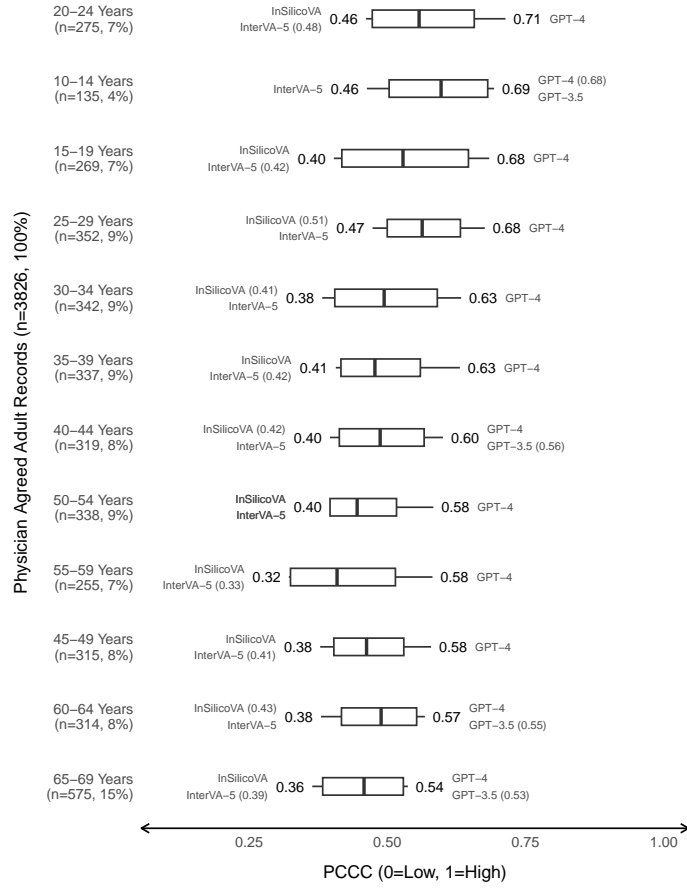 20−24 Years
(n=275, 7%)
InSilicoVA
InterVA−5 (0.48)
0.46
0.71
GPT−4
10−14 Years
(n=135, 4%)
InterVA−5
0.46
0.69
GPT−4 (0.68)
GPT−3.5
15−19 Years
(n=269, 7%)
InSilicoVA
InterVA−5 (0.42)
0.40
0.68
GPT−4
25−29 Years
(n=352, 9%)
InSilicoVA (0.51)
InterVA−5
0.47
0.68
GPT−4
30−34 Years
(n=342, 9%)
InSilicoVA (0.41)
InterVA−5
0.38
0.63
GPT−4
35−39 Years
(n=337, 9%)
InSilicoVA
InterVA−5 (0.42)
0.41
0.63
GPT−4
40−44 Years
(n=319, 8%)
InSilicoVA (0.42)
InterVA−5
0.40
0.60
GPT−4
GPT−3.5 (0.56)
50−54 Years
(n=338, 9%)
InSilicoVA
InterVA−5
0.40
0.58
GPT−4
55−59 Years
(n=255, 7%)
InSilicoVA
InterVA−5 (0.33)
0.32
0.58
GPT−4
45−49 Years
(n=315, 8%)
InSilicoVA
InterVA−5 (0.41)
0.38
0.58
GPT−4
60−64 Years
(n=314, 8%)
InSilicoVA (0.43)
InterVA−5
0.38
0.57
GPT−4
GPT−3.5 (0.55)
65−69 Years
(n=575, 15%)
InSilicoVA
InterVA−5 (0.39)
0.36
0.54
GPT−4
GPT−3.5 (0.53)
Physician Agreed Adult Records (n=3826, 100%)
0.25
0.50
0.75
1.00
PCCC (0=Low, 1=High)